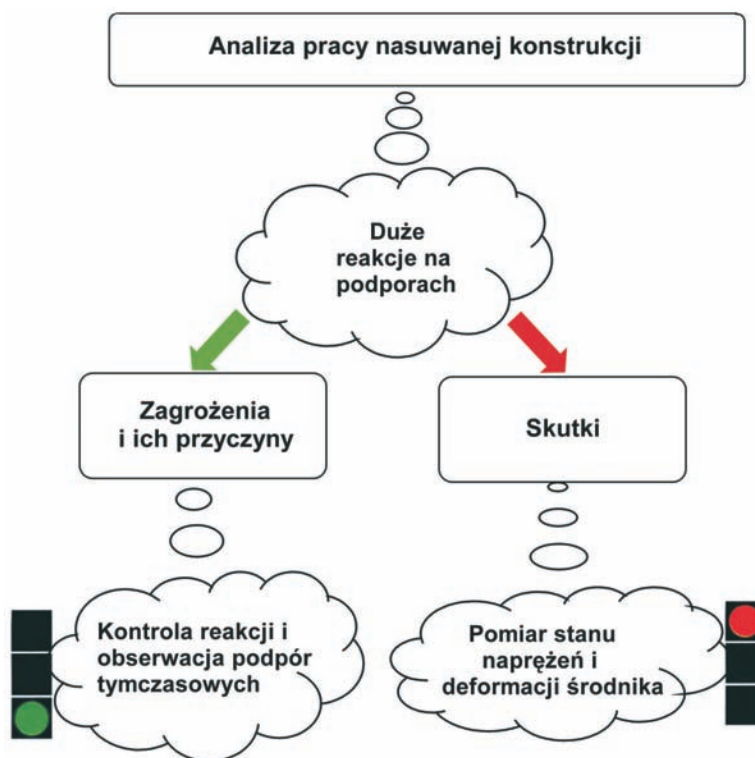 Analiza pracy nasuwanej konstrukcji
Duże
reakcje na
podporach
Zagrożenia
i ich przyczyny
Skutki
Kontrola reakcji i
obserwacja podpór
tymczasowych
Pomiar stanu
naprężeń i
deformacji środnika